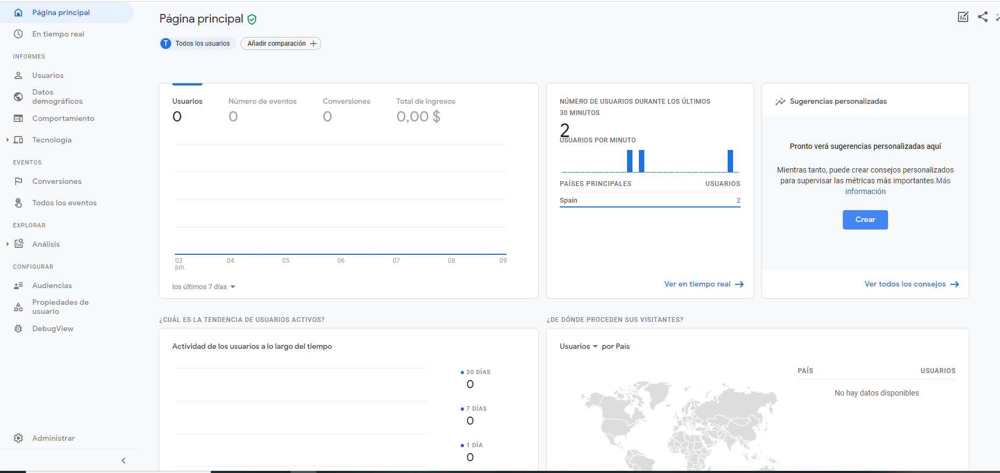 Página principal
En tiempo real
INFORMES
Usuarios
Datos
demográficos
Comportamiento
Tecnología
EVENTOS
Conversiones
Todos los eventos
EXPLORAR
Análisis
CONFIGURAR
Audiencias
Propiedades de
usuario
DebugView
Administrar
Página principal
T Todos los usuarios
Añadir comparación
Usuarios
0
Número de eventos
0
Conversiones
0
Total de ingresos
0,00 $
03
jun.
04
05
06
07
08
09
los últimos 7 días
NÚMERO DE USUARIOS DURANTE LOS ÚLTIMOS
30 MINUTOS
2
USUARIOS POR MINUTO
PAÍSES PRINCIPALES USUARIOS
Spain 2
Ver en tiempo real
Sugerencias personalizadas
Pronto verá sugerencias personalizadas aquí
Mientras tanto, puede crear consejos personalizados
para supervisar las métricas más importantes.Más
información
Crear
Ver todos los consejos
¿CUÁL ES LA TENDENCIA DE USUARIOS ACTIVOS?
Actividad de los usuarios a lo largo del tiempo
30 DÍAS
0
7 DÍAS
0
1 DÍA
0
¿DE DÓNDE PROCEDEN SUS VISITANTES?
Usuarios por País
PAÍS USUARIOS
No hay datos disponibles